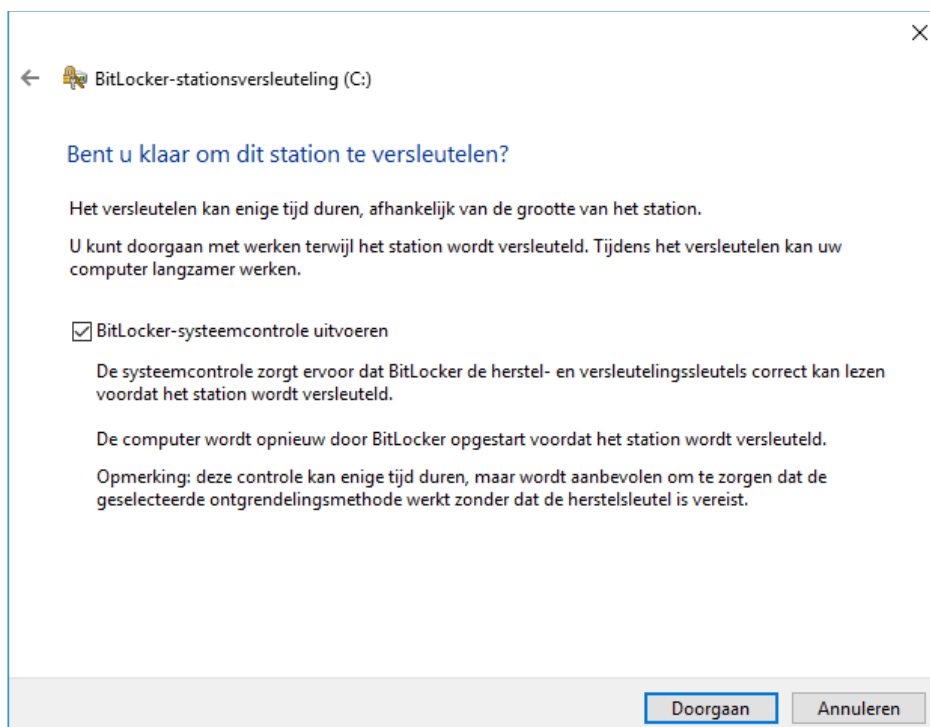 BitLocker-stationsversleuteling (C:)
Bent u klaar om dit station te versleutelen?
Het versleutelen kan enige tijd duren, afhankelijk van de grootte van het station.
U kunt doorgaan met werken terwijl het station wordt versleuteld. Tijdens het versleutelen kan uw
computer langzamer werken.
BitLocker-systeemcontrole uitvoeren
De systeemcontrole zorgt ervoor dat BitLocker de herstel- en versleutelingssleutels correct kan lezen
voordat het station wordt versleuteld.
De computer wordt opnieuw door BitLocker opgestart voordat het station wordt versleuteld.
Opmerking: deze controle kan enige tijd duren, maar wordt aanbevolen om te zorgen dat de
geselecteerde ontgrendelingsmethode werkt zonder dat de herstelsleutel is vereist.
Doorgaan
Annuleren